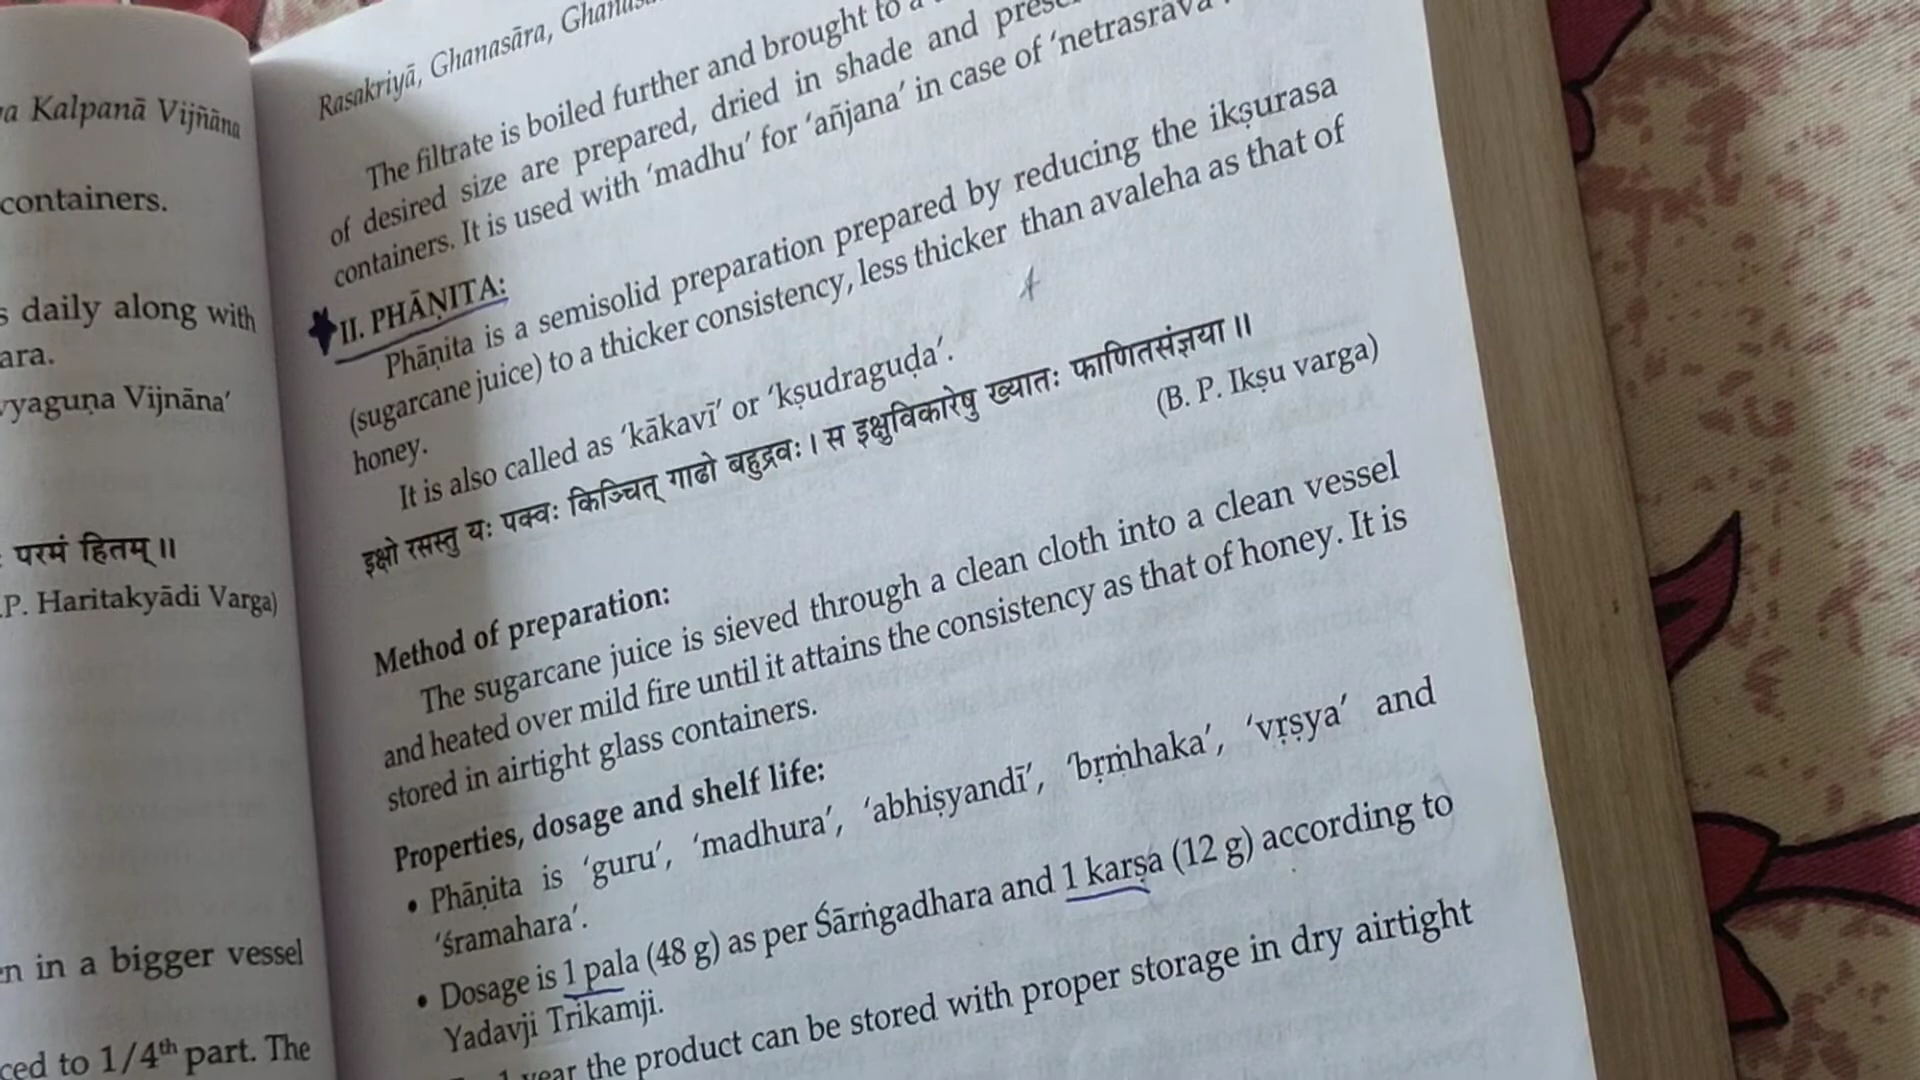 a Kalpanā Vijñāna
containers.
s daily along with
ara.
vyaguṇa Vijnāna'
परमं हितम् ॥
.P. Haritakyādi Varga)
en in a bigger vessel
ced to 1/4th part. The
Rasakriyā, Ghanasāra,
The filtrate is boiled further and brought to a
of desired size are prepared, dried in shade and
containers. It is used with 'madhu' for 'añjana' in case of 'netrasrāva'.
II. PHĀṆITA:
Phāṇita is a semisolid preparation prepared by reducing the ikṣurasa
(sugarcane juice) to a thicker consistency, less thicker than avaleha as that of
honey.
It is also called as 'kākavī' or 'kṣudraguḍa'.
इक्षो रसस्तु यः पक्वः किञ्चित् गाढो बहुद्रवः। स इक्षुविकारेषु ख्यातः फाणितसंज्ञया ॥
(B. P. Ikṣu varga)
Method of preparation:
The sugarcane juice is sieved through a clean cloth into a clean vessel
and heated over mild fire until it attains the consistency as that of honey. It is
stored in airtight glass containers.
Properties, dosage and shelf life:
• Phāṇita is 'guru', 'madhura', 'abhiṣyandī', 'bṛṁhaka', 'vṛṣya' and
'śramahara'.
• Dosage is 1 pala (48 g) as per Śārṅgadhara and 1 karṣa (12 g) according to
Yadavji Trikamji.
1 year the product can be stored with proper storage in dry airtight